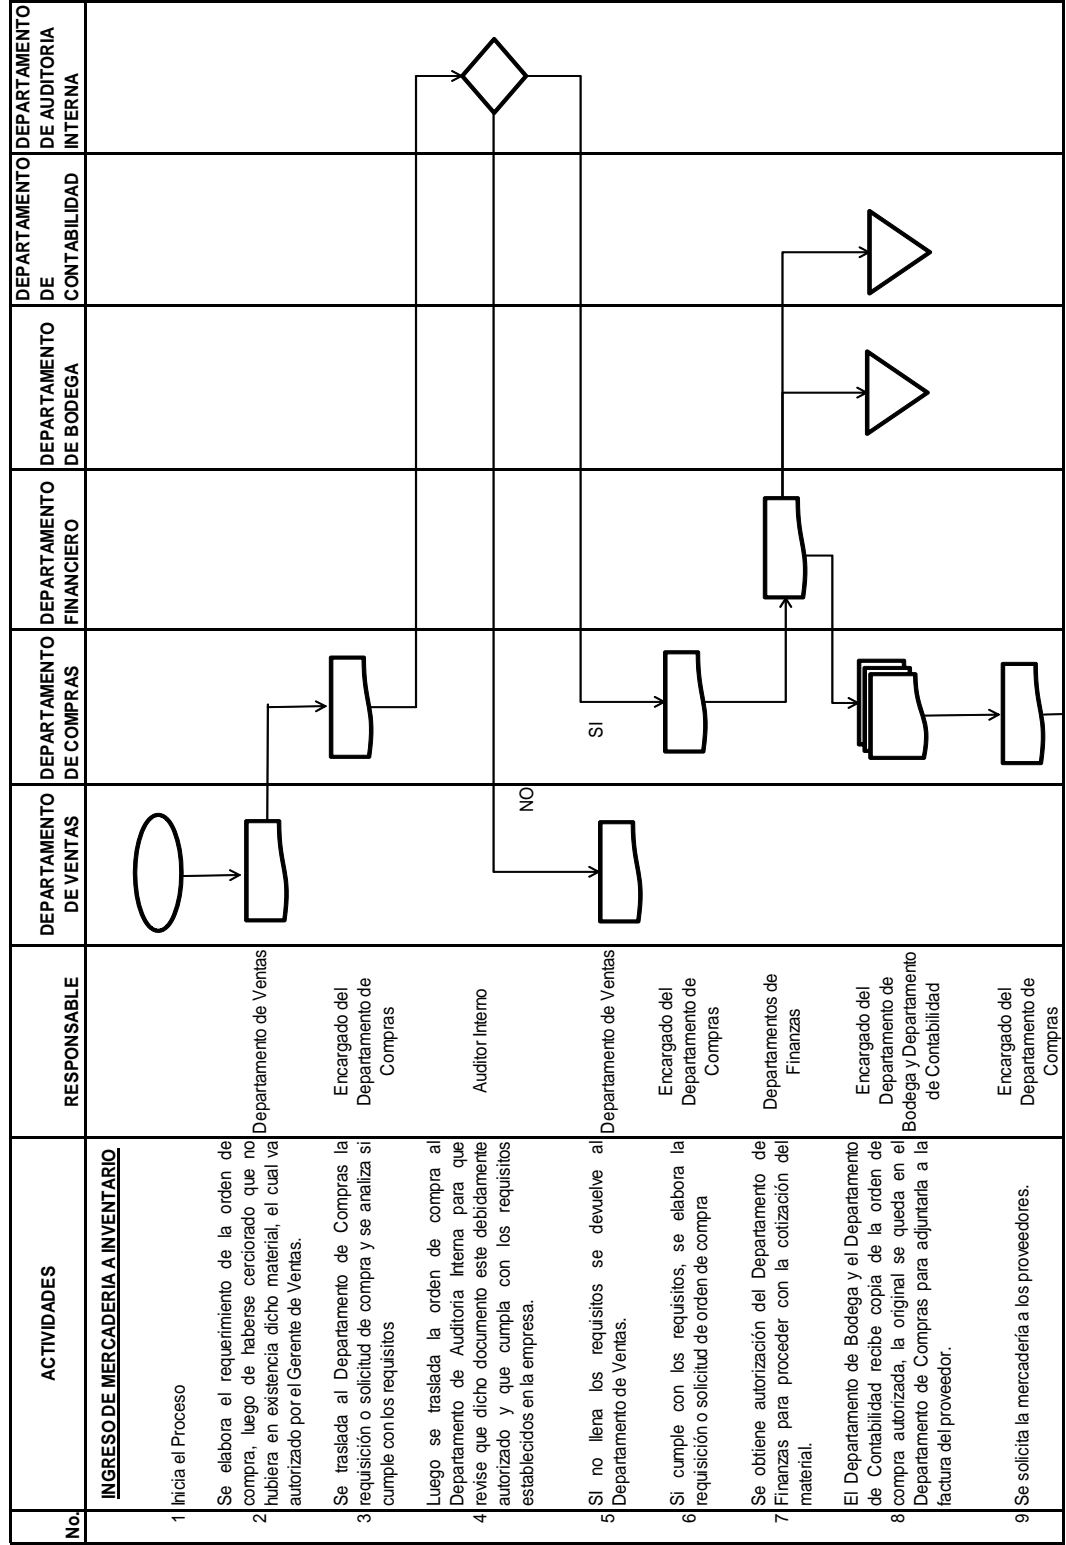 No.
ACTIVIDADES
RESPONSABLE
DEPARTAMENTO
DE VENTAS
DEPARTAMENTO
DE COMPRAS
DEPARTAMENTO
FINANCIERO
DEPARTAMENTO
DE BODEGA
DEPARTAMENTO
DE
CONTABILIDAD
DEPARTAMENTO
DE AUDITORIA
INTERNA
INGRESO DE MERCADERIA A INVENTARIO
1
Inicia el Proceso
2
Se elabora el requerimiento de la orden de
compra, luego de haberse cerciorado que no
hubiera en existencia dicho material, el cual va
autorizado por el Gerente de Ventas.
Departamento de Ventas
3
Se traslada al Departamento de Compras la
requisición o solicitud de compra y se analiza si
cumple con los requisitos
Encargado del
Departamento de
Compras
4
Luego se traslada la orden de compra al
Departamento de Auditoria Interna para que
revise que dicho documento este debidamente
autorizado y que cumpla con los requisitos
establecidos en la empresa.
Auditor Interno
NO
5
SI no llena los requisitos se devuelve al
Departamento de Ventas.
Departamento de Ventas
SI
6
Si cumple con los requisitos, se elabora la
requisición o solicitud de orden de compra
Encargado del
Departamento de
Compras
7
Se obtiene autorización del Departamento de
Finanzas para proceder con la cotización del
material.
Departamentos de
Finanzas
8
El Departamento de Bodega y el Departamento
de Contabilidad recibe copia de la orden de
compra autorizada, la original se queda en el
Departamento de Compras para adjuntarla a la
factura del proveedor.
Encargado del
Departamento de
Bodega y Departamento
de Contabilidad
9
Se solicita la mercadería a los proveedores.
Encargado del
Departamento de
Compras